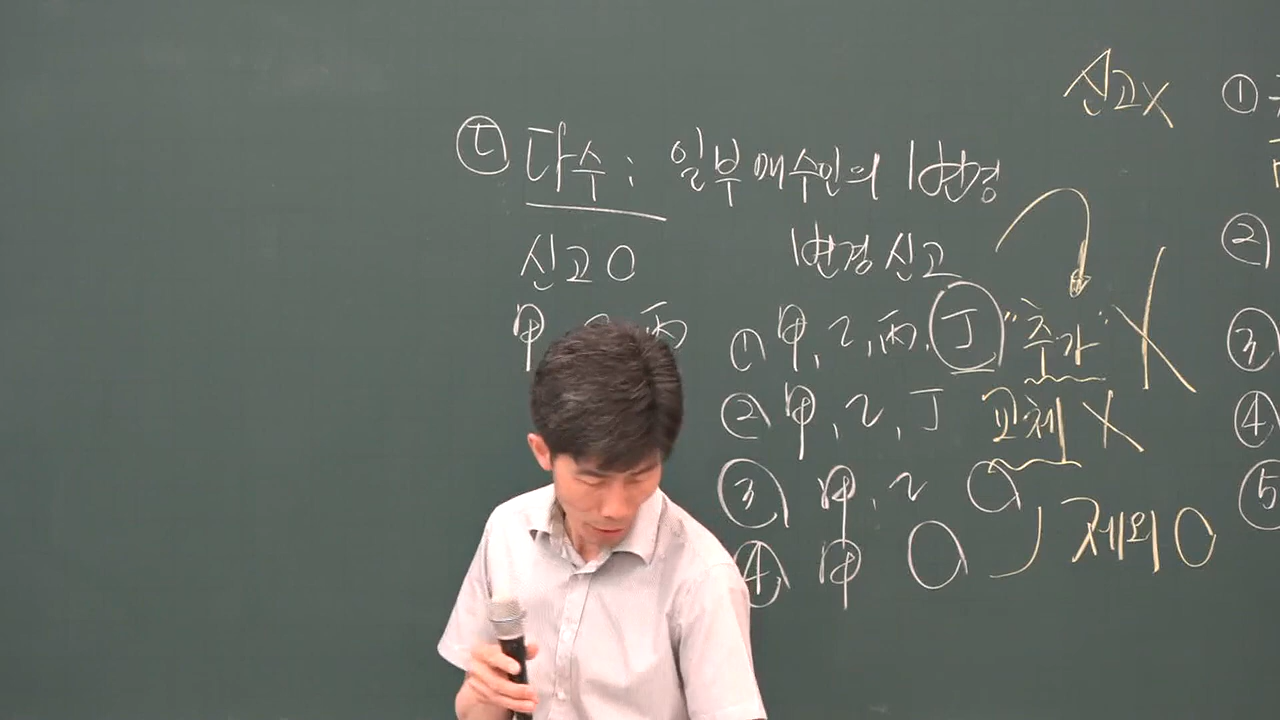 신고X
①
ⓣ 다수 : 일부 매수인의 변경
②
신고 O 변경 신고
甲 丙 ① 甲, 乙, 丙, 丁 "추가" X
③
② 甲, 乙, 丁 교체 X
④
③ 甲, 乙 O
⑤
④ 甲 O 제외 O